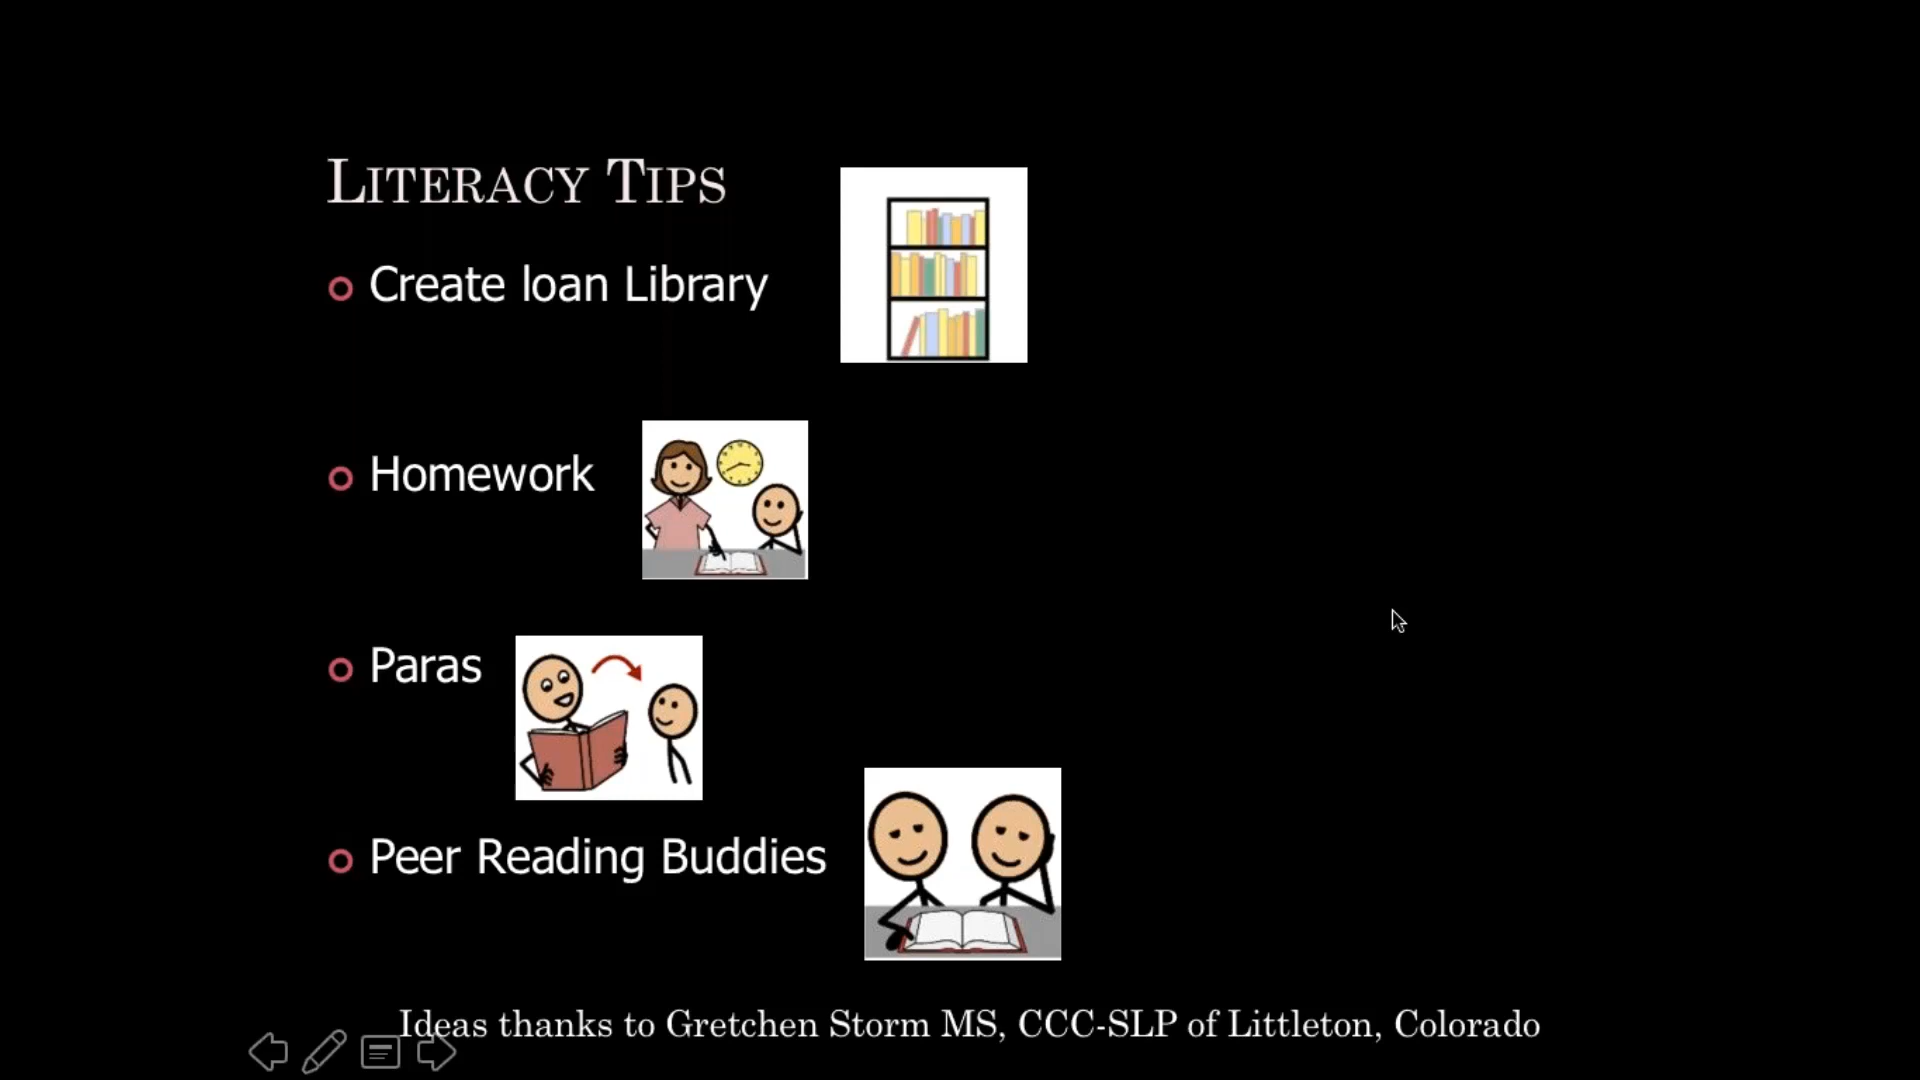 Literacy Tips
Create loan Library
Homework
Paras
Peer Reading Buddies
Ideas thanks to Gretchen Storm MS, CCC-SLP of Littleton, Colorado